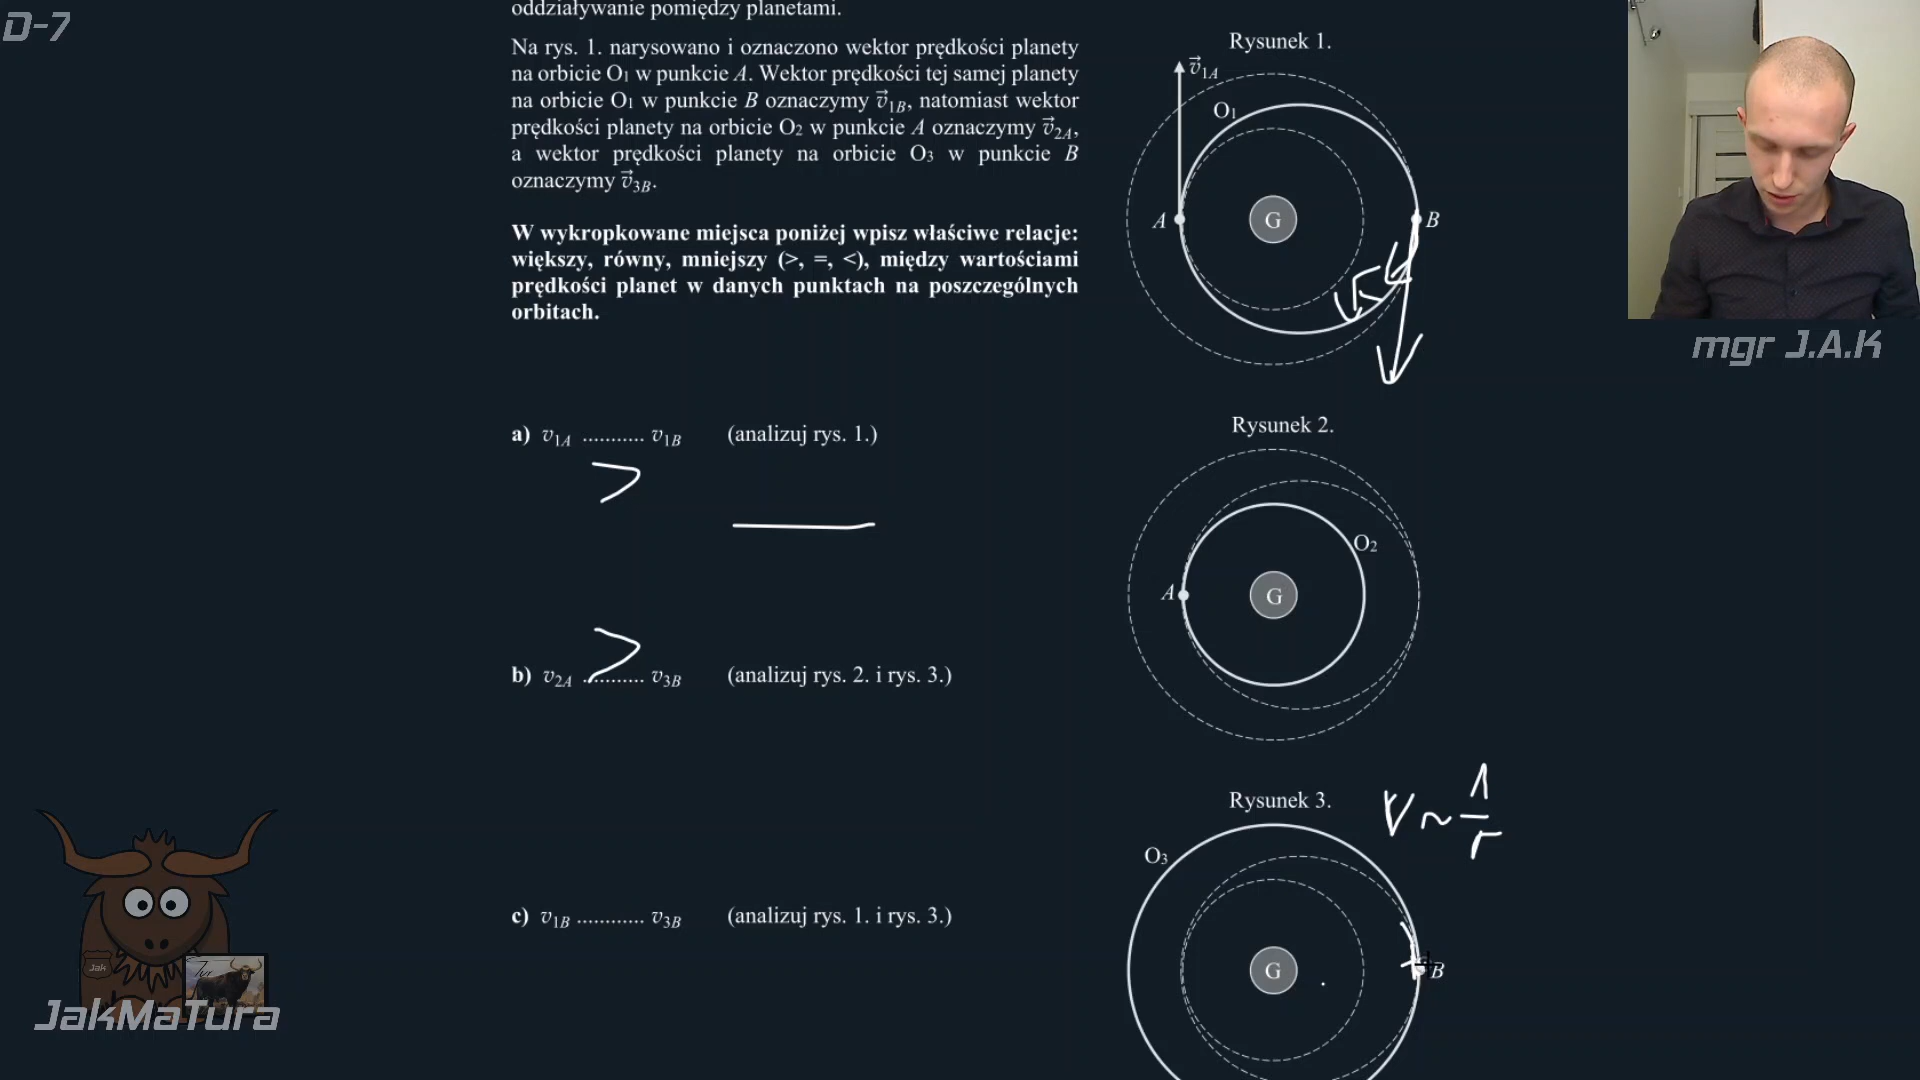 D-7
oddziaływanie pomiędzy planetami.
Na rys. 1. narysowano i oznaczono wektor prędkości planety
na orbicie O₁ w punkcie A. Wektor prędkości tej samej planety
na orbicie O₁ w punkcie B oznaczymy v⃗₁B, natomiast wektor
prędkości planety na orbicie O₂ w punkcie A oznaczymy v⃗₂A,
a wektor prędkości planety na orbicie O₃ w punkcie B
oznaczymy v⃗₃B.
W wykropkowane miejsca poniżej wpisz właściwe relacje:
większy, równy, mniejszy (>, =, <), między wartościami
prędkości planet w danych punktach na poszczególnych
orbitach.
a) v₁A ........... v₁B (analizuj rys. 1.)
>
b) v₂A ........... v₃B (analizuj rys. 2. i rys. 3.)
>
c) v₁B ............ v₃B (analizuj rys. 1. i rys. 3.)
Rysunek 1.
v⃗₁A
O₁
A
G
B
Rysunek 2.
O₂
A
G
Rysunek 3.
V ~ 1/r
O₃
G
B
mgr J.A.K
Jak
Tur
JakMaTura